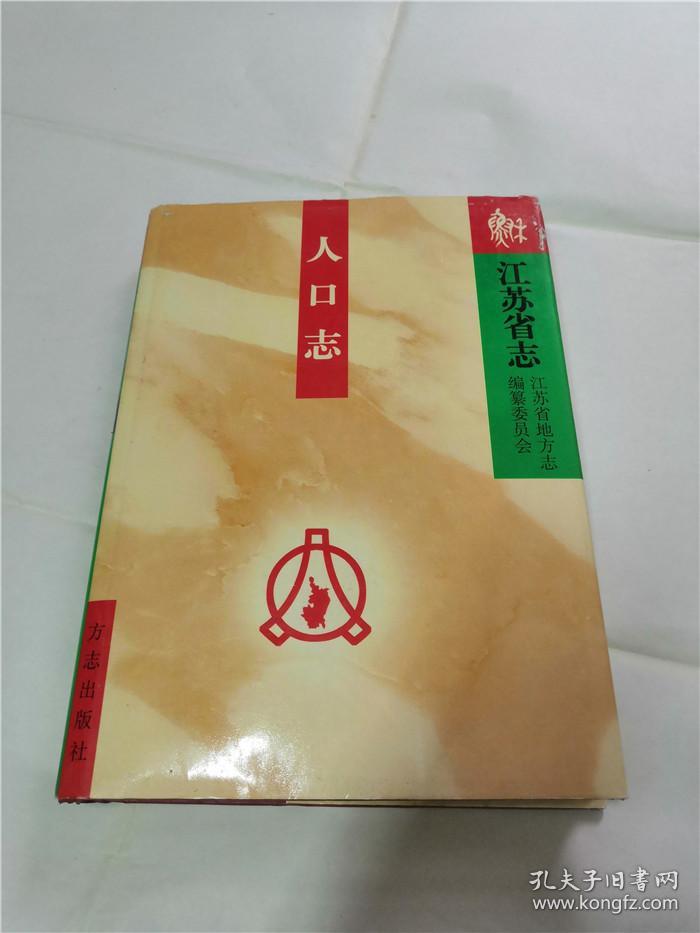 人口志
江苏省志
江苏省地方志
编纂委员会
方志出版社
孔夫子旧书网
www.kongfz.com